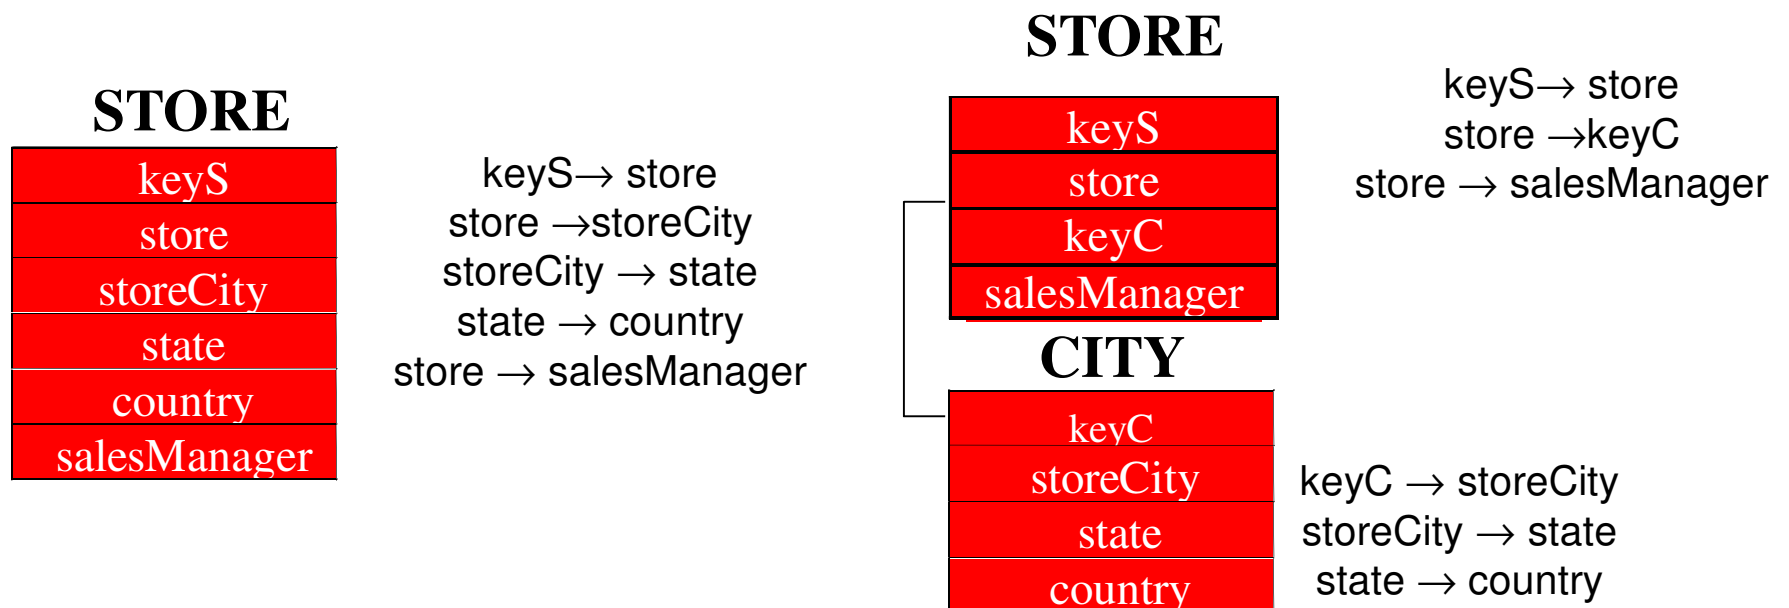 STORE
keyS
store
storeCity
state
country
salesManager
keyS→ store
store →storeCity
storeCity → state
state → country
store → salesManager
STORE
keyS
store
keyC
salesManager
keyS→ store
store →keyC
store → salesManager
CITY
keyC
storeCity
state
country
keyC → storeCity
storeCity → state
state → country